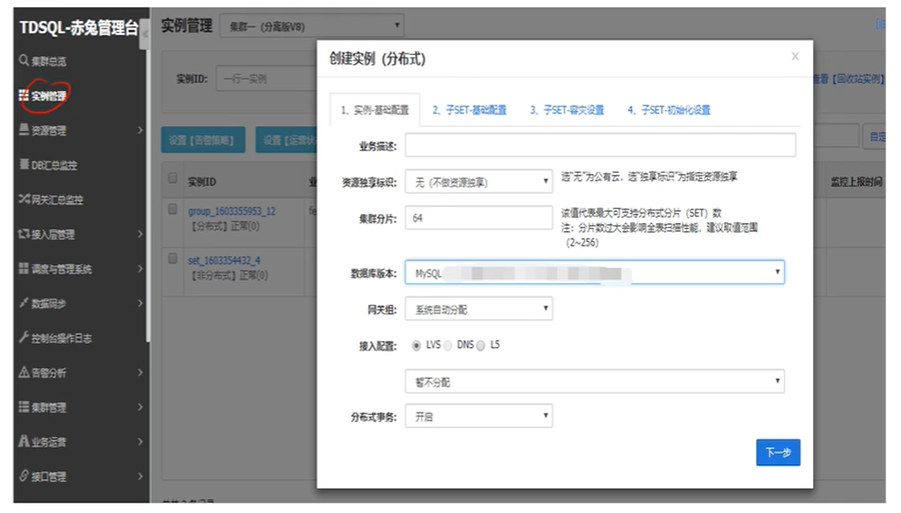 TDSQL-赤兔管理台
集群总览
实例管理
资源管理
DB汇总监控
网关汇总监控
接入层管理
调度与管理系统
数据同步
控制台操作日志
告警分析
集群管理
业务运营
接口管理
实例管理
集群一 (分离版V8)
实例ID:
一行一实例
查看【回收站实例】
设置【告警策略】
设置【运营状
自定
实例ID
监控上报时间
group_1603355953_12
【分布式】正常(0)
set_1603354432_4
【非分布式】正常(0)
创建实例 (分布式)
×
1、实例-基础配置
2、子SET-基础配置
3、子SET-容灾设置
4、子SET-初始化设置
业务描述:
资源独享标识:
无 (不做资源独享)
选"无"为公有云，选"独享标识"为指定资源独享
集群分片:
64
该值代表最大可支持分布式分片 (SET) 数
注: 分片数过大会影响全表扫描性能，建议取值范围
(2~256)
数据库版本:
MySQL
网关组:
系统自动分配
接入配置:
LVS DNS L5
暂不分配
分布式事务:
开启
下一步